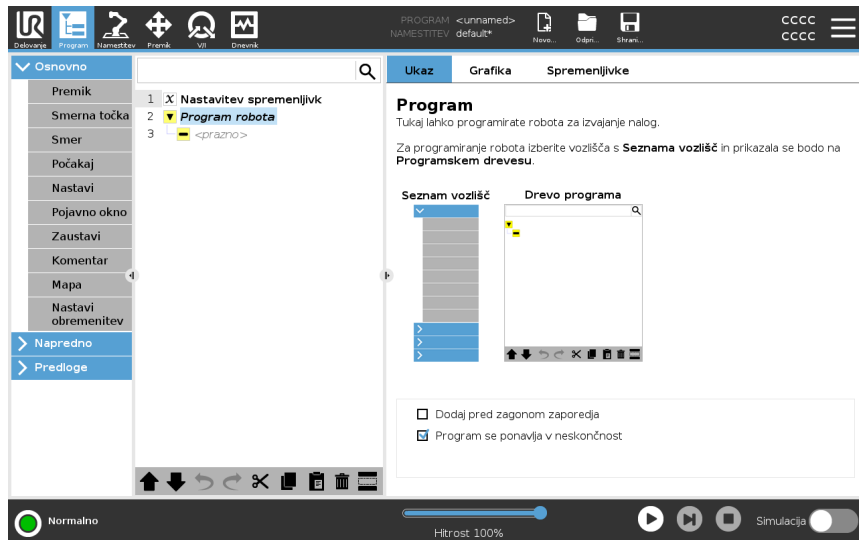 UR
PROGRAM <unnamed>
NAMESTITEV default*
CCCC
CCCC
Delovanje Program Namestitev Premik V/I Dnevnik Novo... Odpri... Shrani...
Osnovno
Premik
Smerna točka
Smer
Počakaj
Nastavi
Pojavno okno
Zaustavi
Komentar
Mapa
Nastavi
obremenitev
Napredno
Predloge
1 X Nastavitev spremenljivk
2 Program robota
3 <prazno>
Ukaz Grafika Spremenljivke
Program
Tukaj lahko programirate robota za izvajanje nalog.
Za programiranje robota izberite vozlišča s Seznama vozlišč in prikazala se bodo na
Programskem drevesu.
Seznam vozlišč Drevo programa
Dodaj pred zagonom zaporedja
Program se ponavlja v neskončnost
Normalno
Hitrost 100%
Simulacija